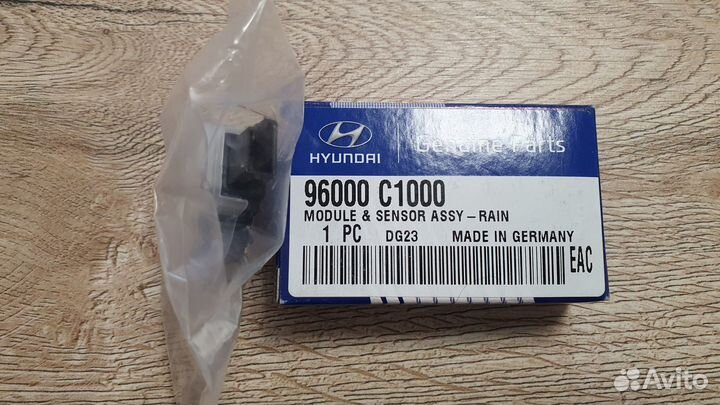 HYUNDAI
Genuine Parts
96000 C1000
MODULE & SENSOR ASSY-RAIN
1 PC DG23 MADE IN GERMANY
EAC
Avito